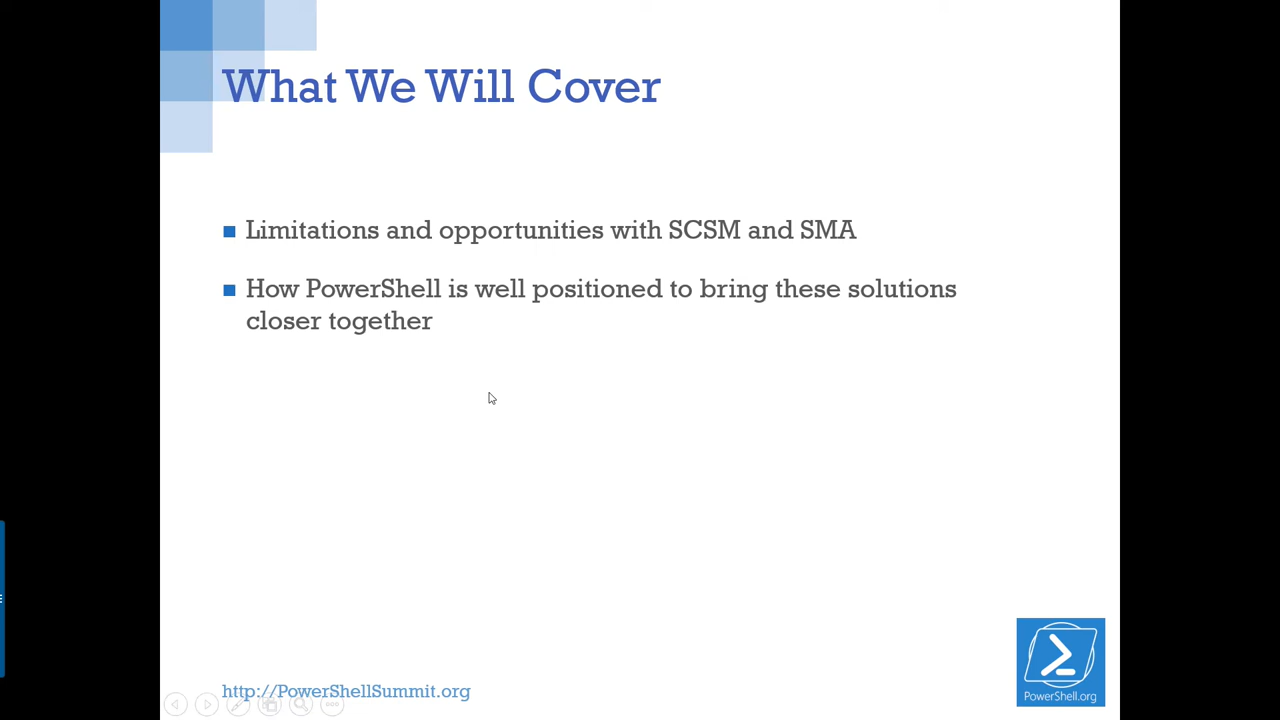 What We Will Cover
Limitations and opportunities with SCSM and SMA
How PowerShell is well positioned to bring these solutions
closer together
http://PowerShellSummit.org
PowerShell.org